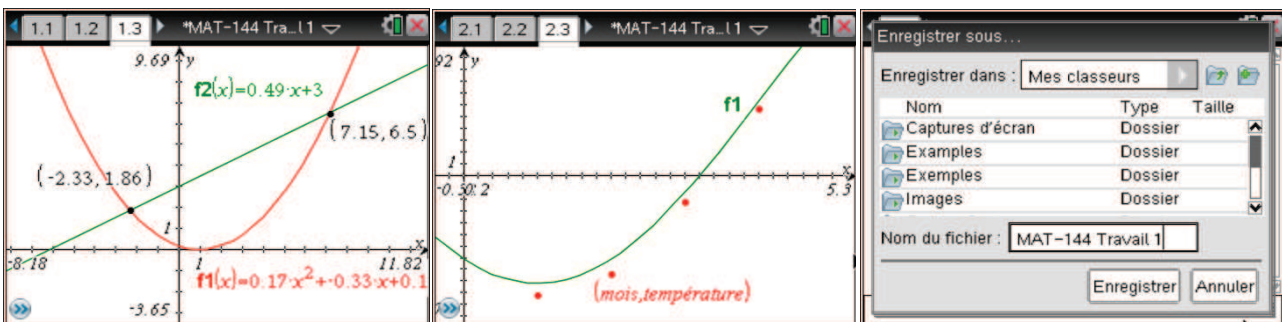 1.1 1.2 1.3 *MAT-144 Tra...l1
9.69 y
f2(x)=0.49·x+3
(7.15,6.5)
(-2.33,1.86)
1
x
-8.18 1 11.82
f1(x)=0.17·x²+-0.33·x+0.1
-3.65
2.1 2.2 2.3 *MAT-144 Tra...l1
92 y
f1
1
x
0.2
5.3
(mois,température)
Enregistrer sous...
Enregistrer dans : Mes classeurs
Nom Type Taille
Captures d'écran Dossier
Examples Dossier
Exemples Dossier
Images Dossier
Nom du fichier : MAT-144 Travail 1
Enregistrer Annuler